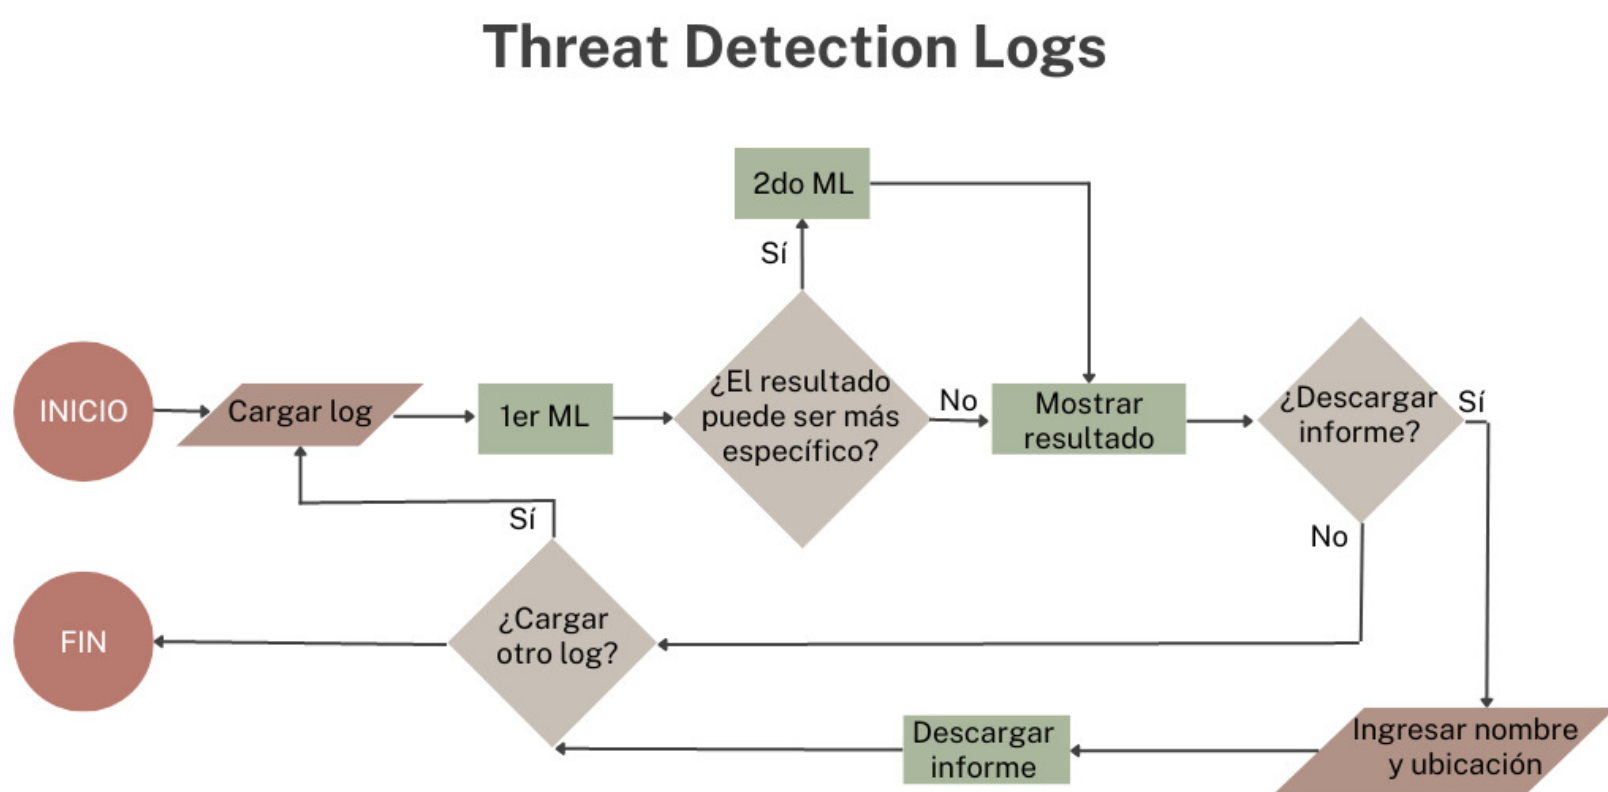 Threat Detection Logs
2do ML
Sí
INICIO
Cargar log
1er ML
¿El resultado
puede ser más
específico?
No
Mostrar
resultado
¿Descargar
informe?
Sí
No
Sí
FIN
¿Cargar
otro log?
Descargar
informe
Ingresar nombre
y ubicación